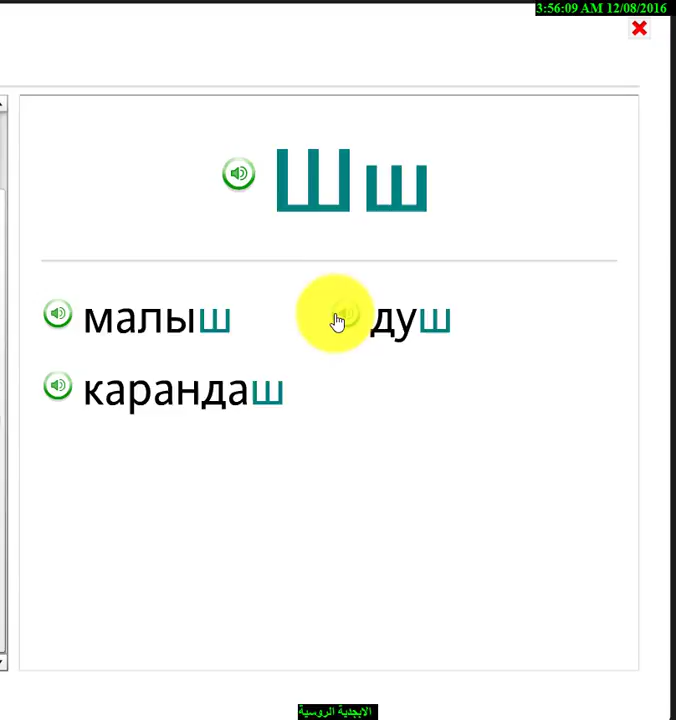 3:56:09 AM 12/08/2016
Шш
малыш душ
карандаш
الابجدية الروسية